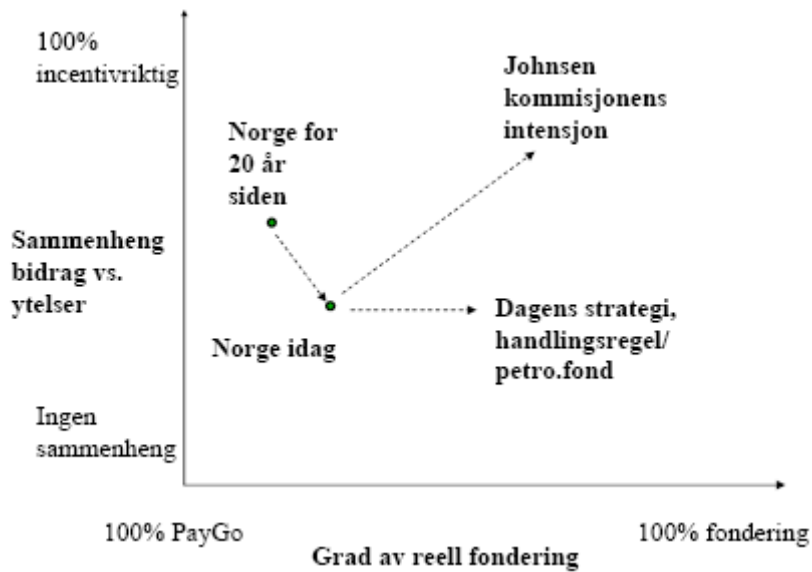 100%
incentivriktig
Johnsen
kommisjonens
intensjon
Norge for
20 år
siden
Sammenheng
bidrag vs.
ytelser
Dagens strategi,
handlingsregel/
petro.fond
Norge idag
Ingen
sammenheng
100% PayGo
100% fondering
Grad av reell fondering